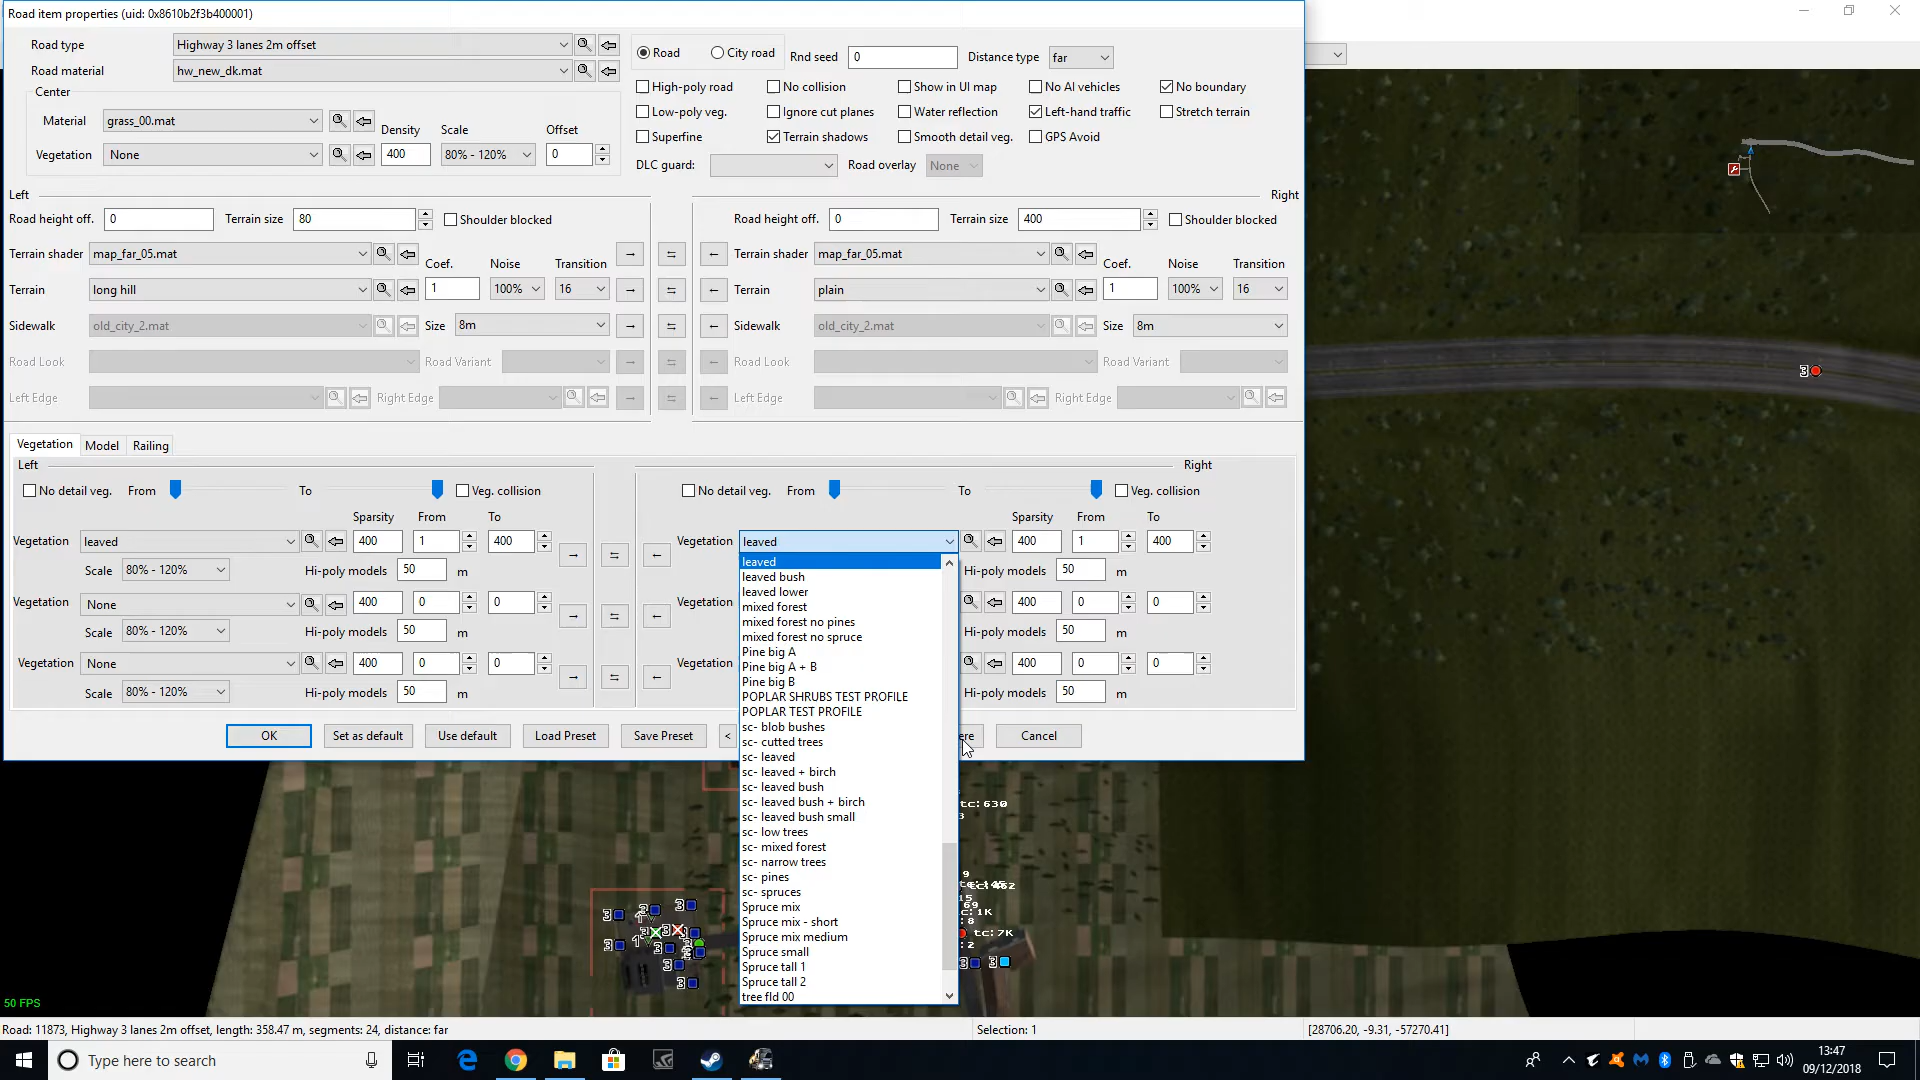 Road item properties (uid: 0x8610b2f3b400001)
Road type Highway 3 lanes 2m offset
Road material hw_new_dk.mat
Road City road Rnd seed 0 Distance type far
High-poly road No collision Show in UI map No AI vehicles No boundary
Low-poly veg. Ignore cut planes Water reflection Left-hand traffic Stretch terrain
Superfine Terrain shadows Smooth detail veg. GPS Avoid
DLC guard: Road overlay None
Center
Material grass_00.mat Density Scale Offset
Vegetation None 400 80% - 120% 0
Left Right
Road height off. 0 Terrain size 80 Shoulder blocked Road height off. 0 Terrain size 400 Shoulder blocked
Terrain shader map_far_05.mat Coef. Noise Transition → ⇆ ← Terrain shader map_far_05.mat Coef. Noise Transition
Terrain long hill 1 100% 16 → ⇆ ← Terrain plain 1 100% 16
Sidewalk old_city_2.mat Size 8m → ⇆ ← Sidewalk old_city_2.mat Size 8m
Road Look Road Variant → ⇆ ← Road Look Road Variant
Left Edge Right Edge → ⇆ ← Left Edge Right Edge
Vegetation Model Railing
Left Right
No detail veg. From To Veg. collision No detail veg. From To Veg. collision
Sparsity From To Sparsity From To
Vegetation leaved 400 1 400 → ⇆ ← Vegetation leaved 400 1 400
Scale 80% - 120% Hi-poly models 50 m Hi-poly models 50 m
Vegetation None 400 0 0 → ⇆ ← Vegetation 400 0 0
Scale 80% - 120% Hi-poly models 50 m Hi-poly models 50 m
Vegetation None 400 0 0 → ⇆ ← Vegetation 400 0 0
Scale 80% - 120% Hi-poly models 50 m Hi-poly models 50 m
leaved
leaved bush
leaved lower
mixed forest
mixed forest no pines
mixed forest no spruce
Pine big A
Pine big A + B
Pine big B
POPLAR SHRUBS TEST PROFILE
POPLAR TEST PROFILE
sc- blob bushes
sc- cutted trees
sc- leaved
sc- leaved + birch
sc- leaved bush
sc- leaved bush + birch
sc- leaved bush small
sc- low trees
sc- mixed forest
sc- narrow trees
sc- pines
sc- spruces
Spruce mix
Spruce mix - short
Spruce mix medium
Spruce small
Spruce tall 1
Spruce tall 2
tree fld 00
OK Set as default Use default Load Preset Save Preset < ere Cancel
3
tc:630
3
9
15
69
tc:1K
: 8
tc:7K
: 2
3 3
50 FPS
Road: 11873, Highway 3 lanes 2m offset, length: 358.47 m, segments: 24, distance: far Selection: 1 [28706.20, -9.31, -57270.41]
Type here to search
13:47
09/12/2018